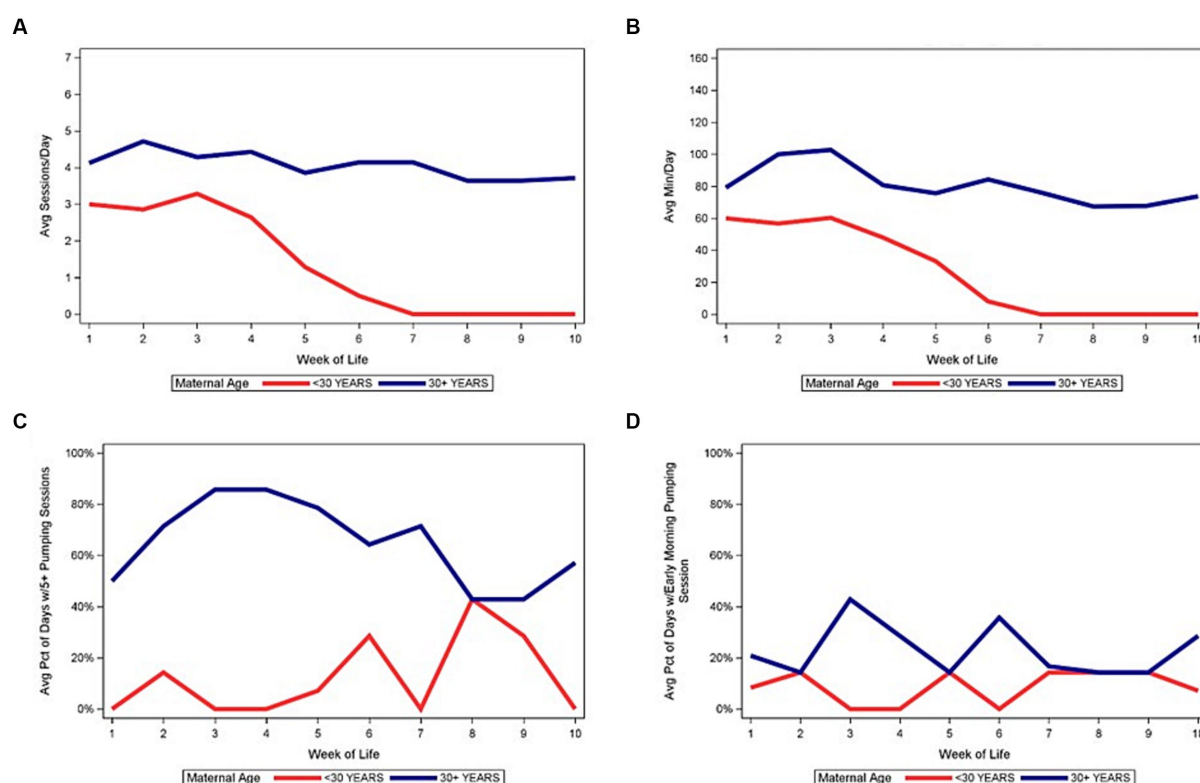 A
Avg Sessions/Day
7
6
5
4
3
2
1
0
1 2 3 4 5 6 7 8 9 10
Week of Life
Maternal Age <30 YEARS 30+ YEARS
B
Avg Min/Day
160
140
120
100
80
60
40
20
0
1 2 3 4 5 6 7 8 9 10
Week of Life
Maternal Age <30 YEARS 30+ YEARS
C
Avg Pct of Days w/5+ Pumping Sessions
100%
80%
60%
40%
20%
0%
1 2 3 4 5 6 7 8 9 10
Week of Life
Maternal Age <30 YEARS 30+ YEARS
D
Avg Pct of Days w/Early Morning Pumping
Session
100%
80%
60%
40%
20%
0%
1 2 3 4 5 6 7 8 9 10
Week of Life
Maternal Age <30 YEARS 30+ YEARS